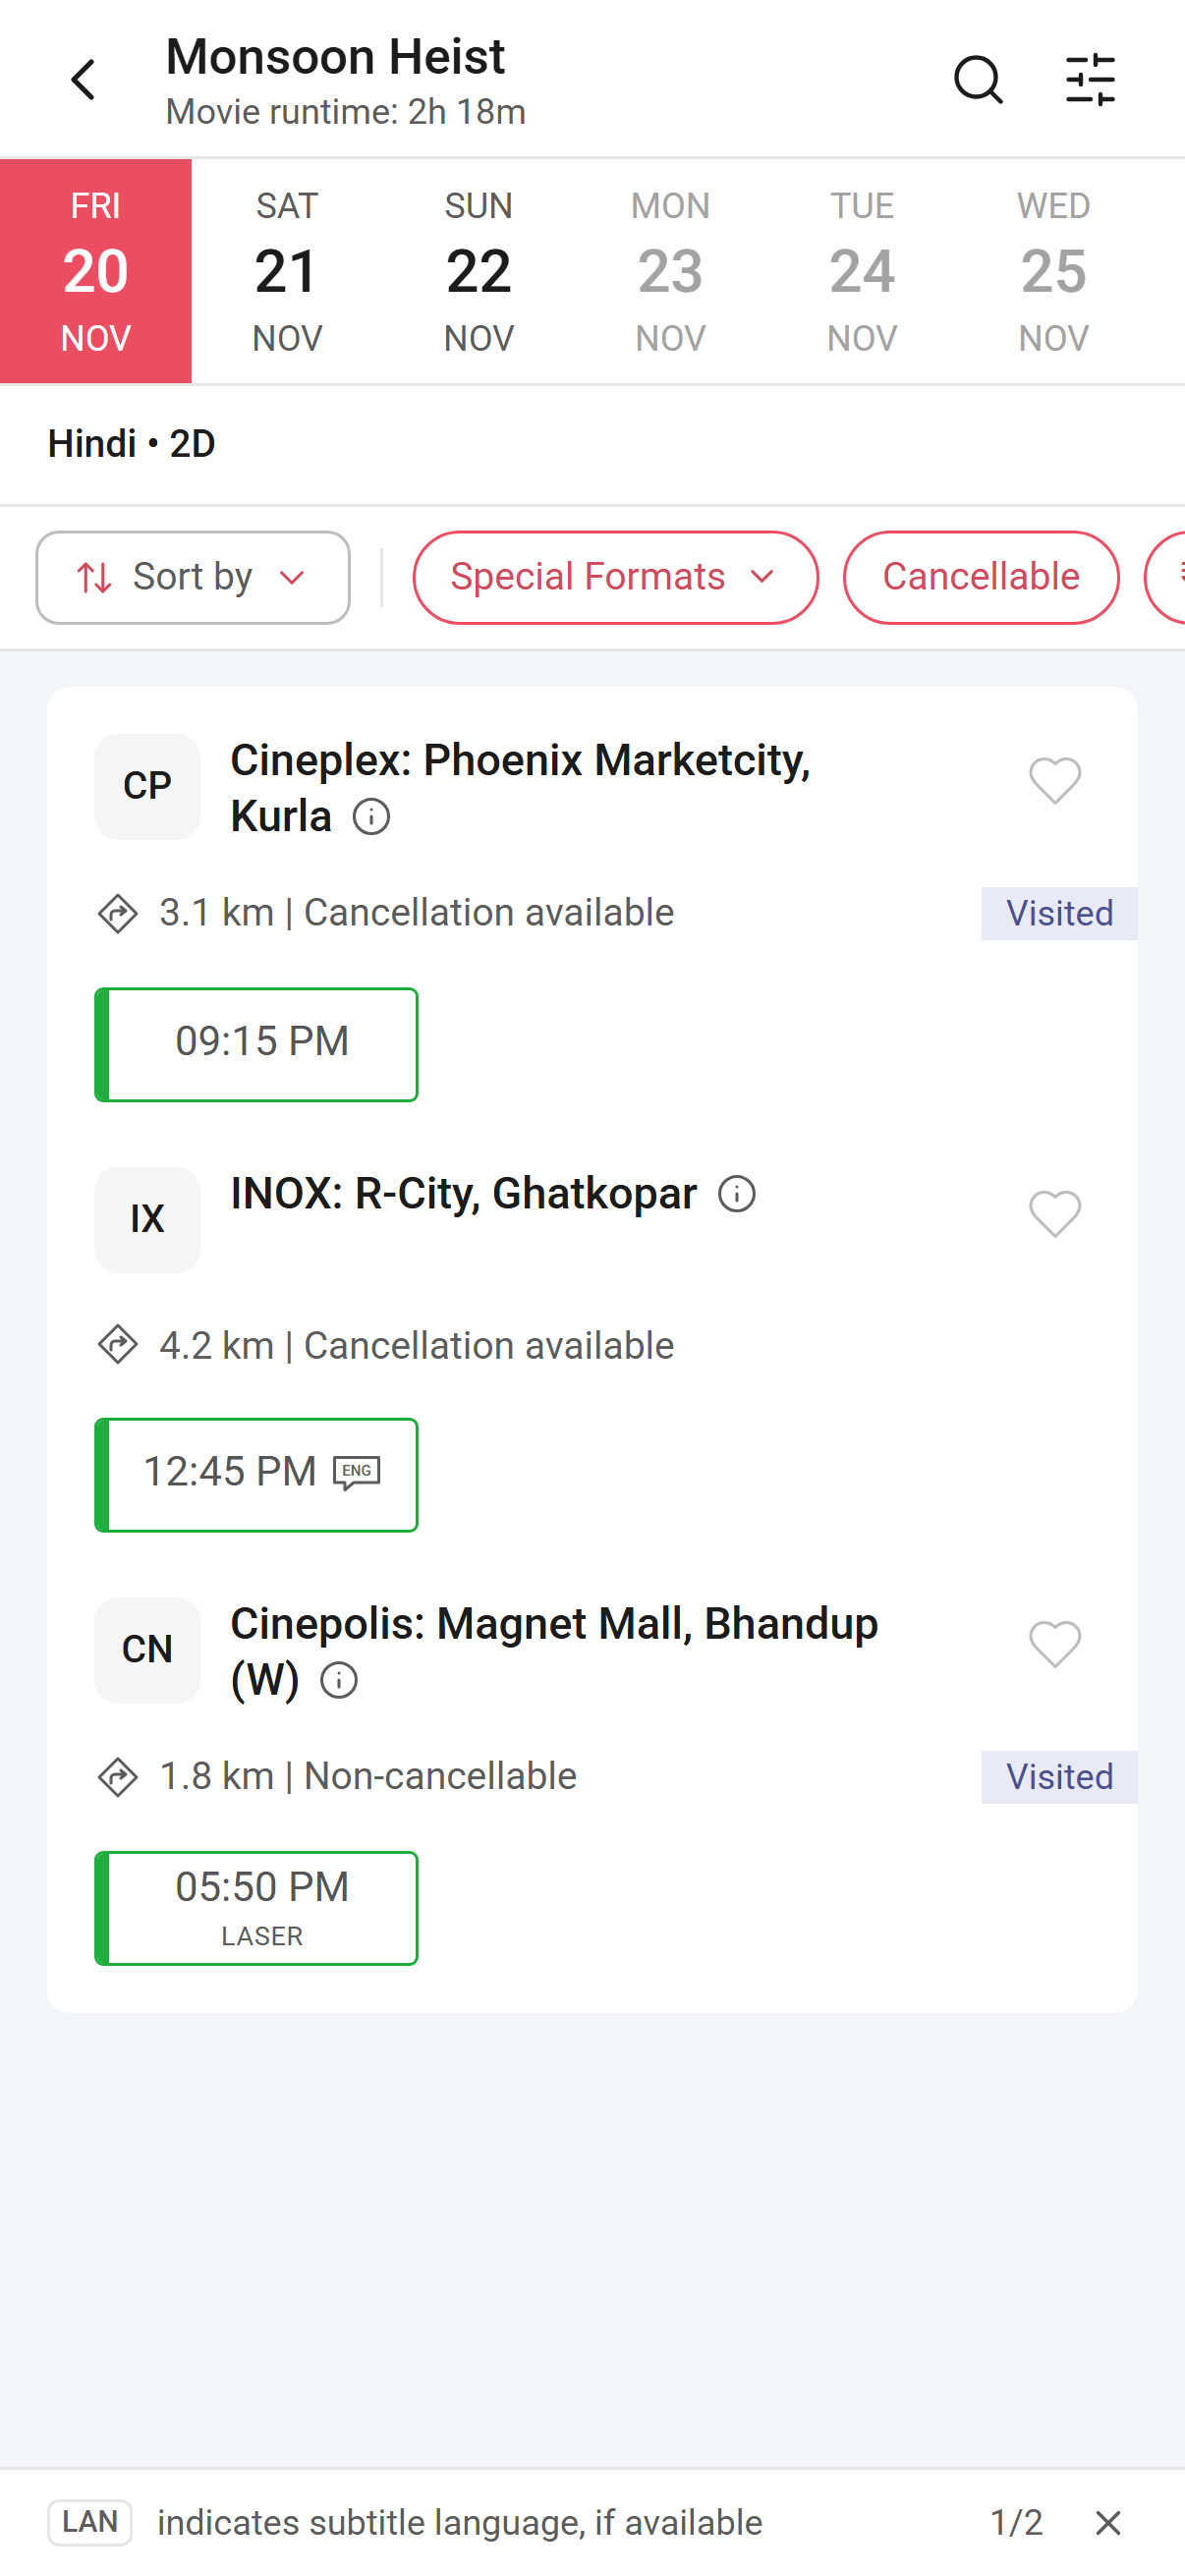 Monsoon Heist
Movie runtime: 2h 18m
FRI SAT SUN MON TUE WED
20 21 22 23 24 25
NOV NOV NOV NOV NOV NOV
Hindi • 2D
Sort by Special Formats Cancellable
CP Cineplex: Phoenix Marketcity,
Kurla
3.1 km | Cancellation available Visited
09:15 PM
IX INOX: R-City, Ghatkopar
4.2 km | Cancellation available
12:45 PM ENG
CN Cinepolis: Magnet Mall, Bhandup
(W)
1.8 km | Non-cancellable Visited
05:50 PM
LASER
LAN indicates subtitle language, if available 1/2